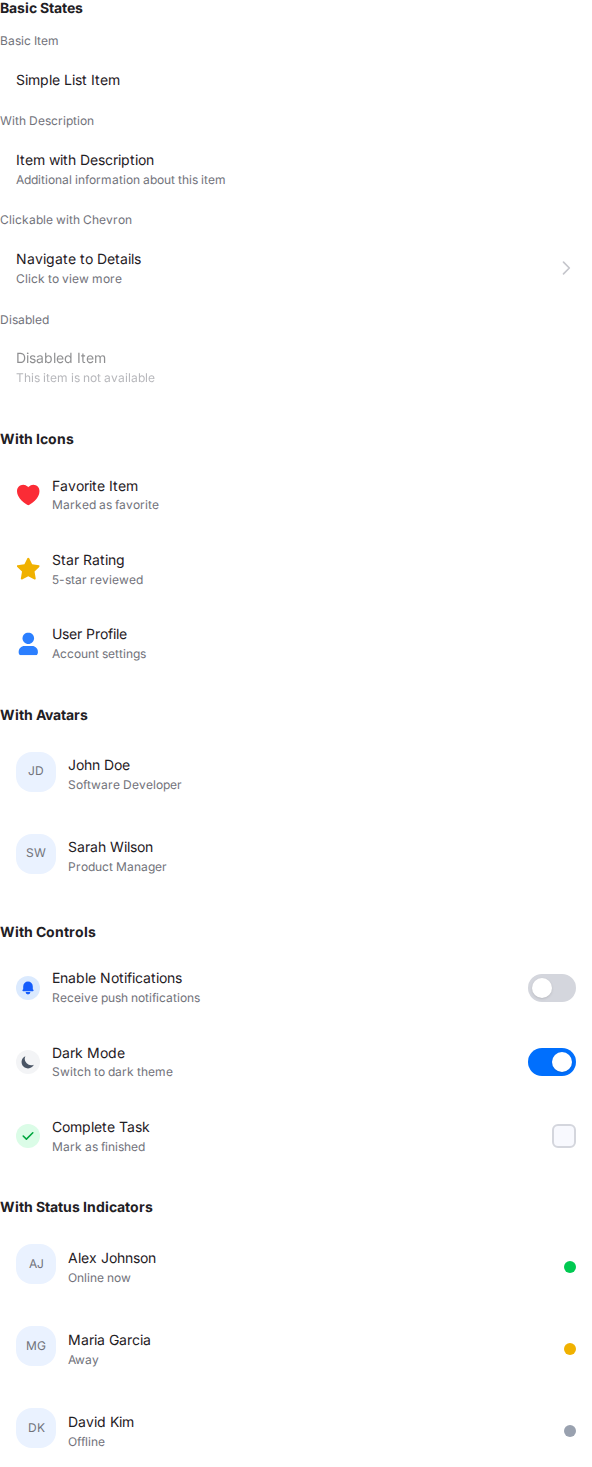 Basic States
Basic Item
Simple List Item
With Description
Item with Description
Additional information about this item
Clickable with Chevron
Navigate to Details
Click to view more
Disabled
Disabled Item
This item is not available
With Icons
Favorite Item
Marked as favorite
Star Rating
5-star reviewed
User Profile
Account settings
With Avatars
JD
John Doe
Software Developer
SW
Sarah Wilson
Product Manager
With Controls
Enable Notifications
Receive push notifications
Dark Mode
Switch to dark theme
Complete Task
Mark as finished
With Status Indicators
AJ
Alex Johnson
Online now
MG
Maria Garcia
Away
DK
David Kim
Offline